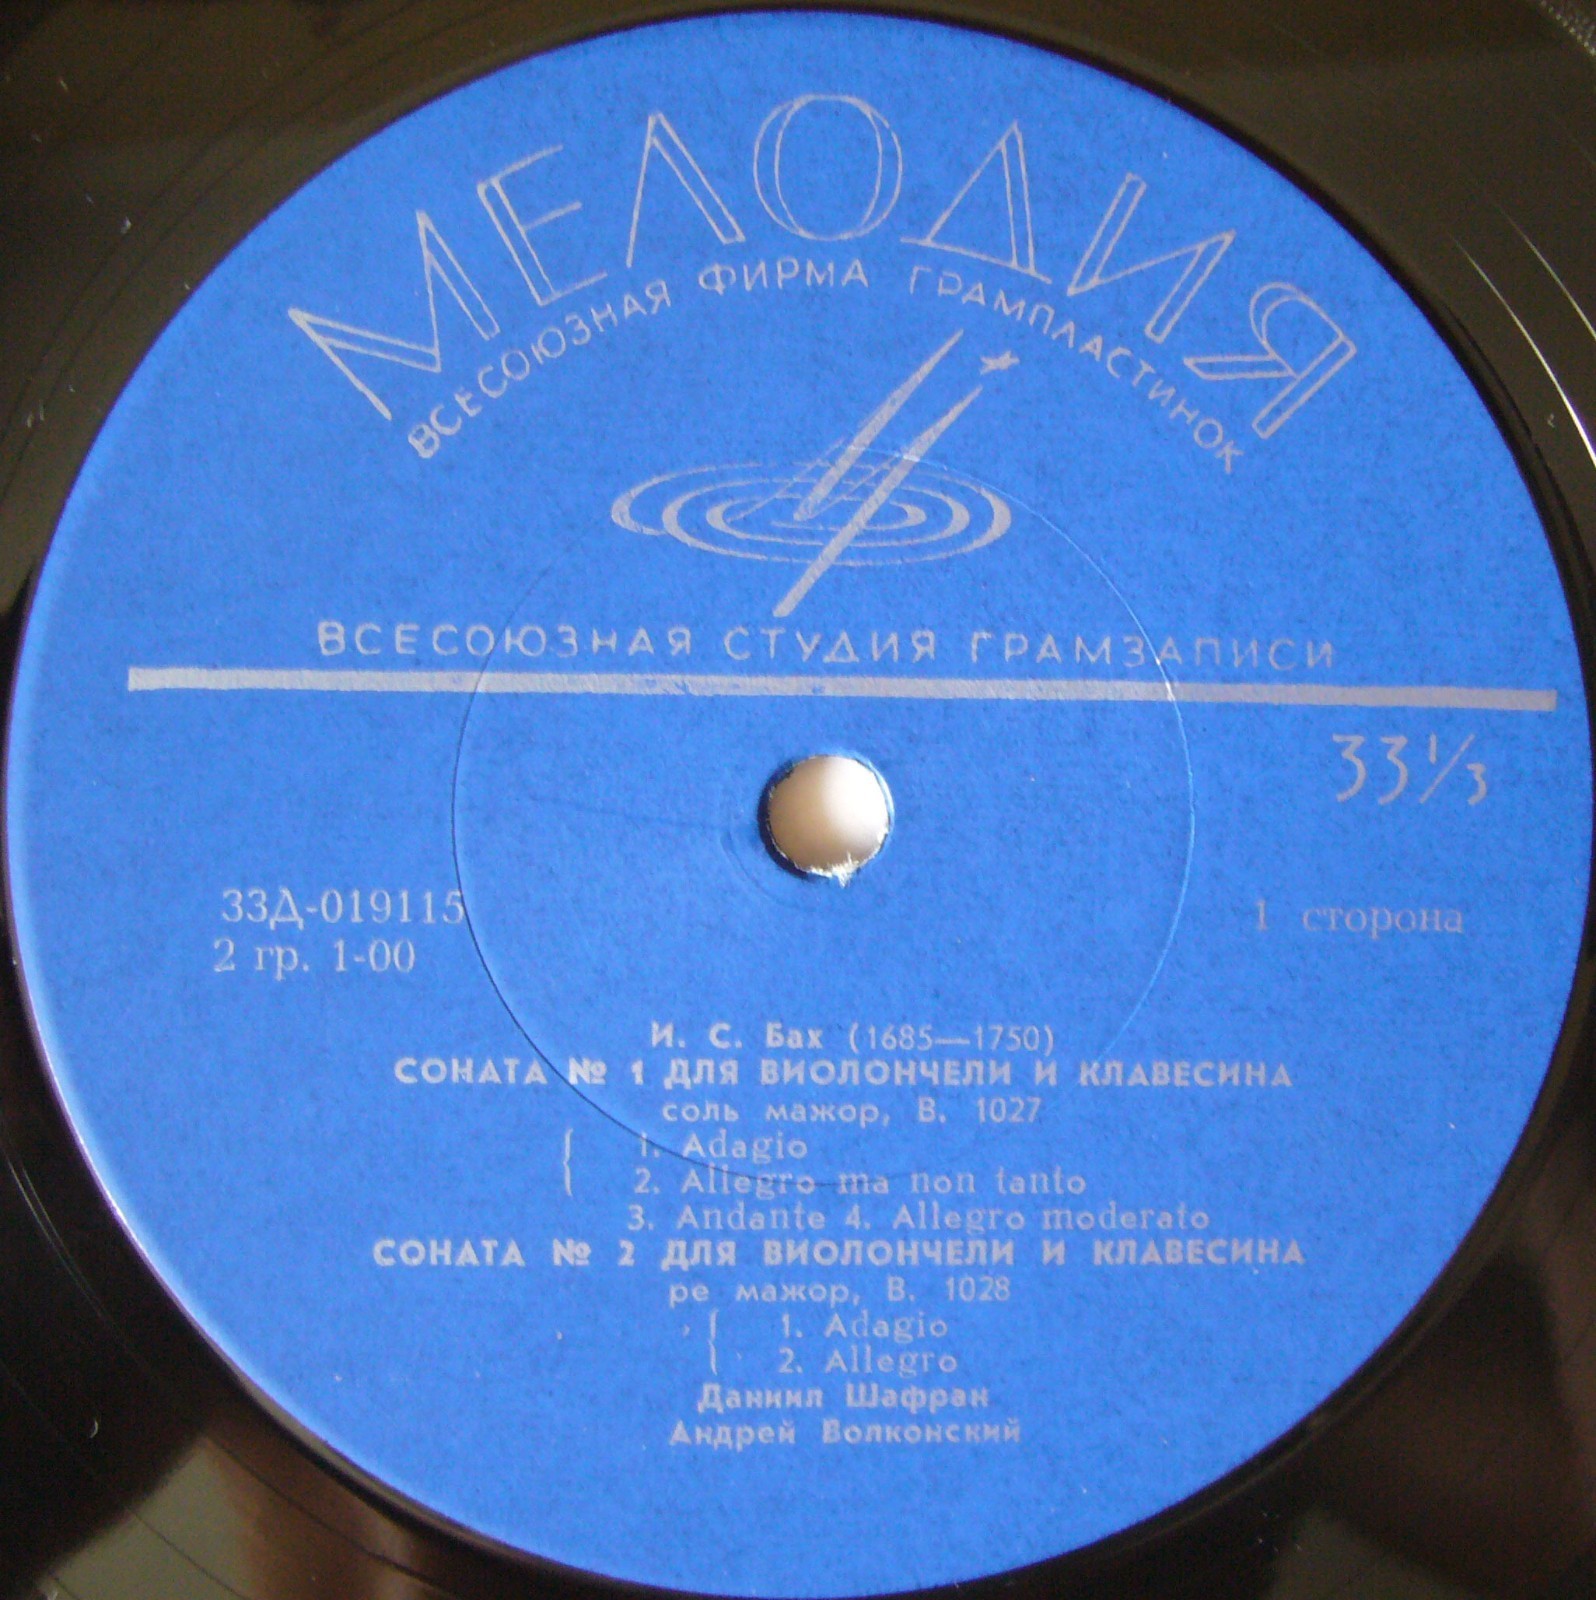 МЕЛОДИЯ
ВСЕСОЮЗНАЯ ФИРМА ГРАМПЛАСТИНОК
ВСЕСОЮЗНАЯ СТУДИЯ ГРАМЗАПИСИ
33 1/3
33Д-019115
2 гр. 1-00
1 сторона
И. С. Бах (1685—1750)
СОНАТА № 1 ДЛЯ ВИОЛОНЧЕЛИ И КЛАВЕСИНА
соль мажор, В. 1027
1. Adagio
2. Allegro ma non tanto
3. Andante 4. Allegro moderato
СОНАТА № 2 ДЛЯ ВИОЛОНЧЕЛИ И КЛАВЕСИНА
ре мажор, В. 1028
1. Adagio
2. Allegro
Даниил Шафран
Андрей Волконский